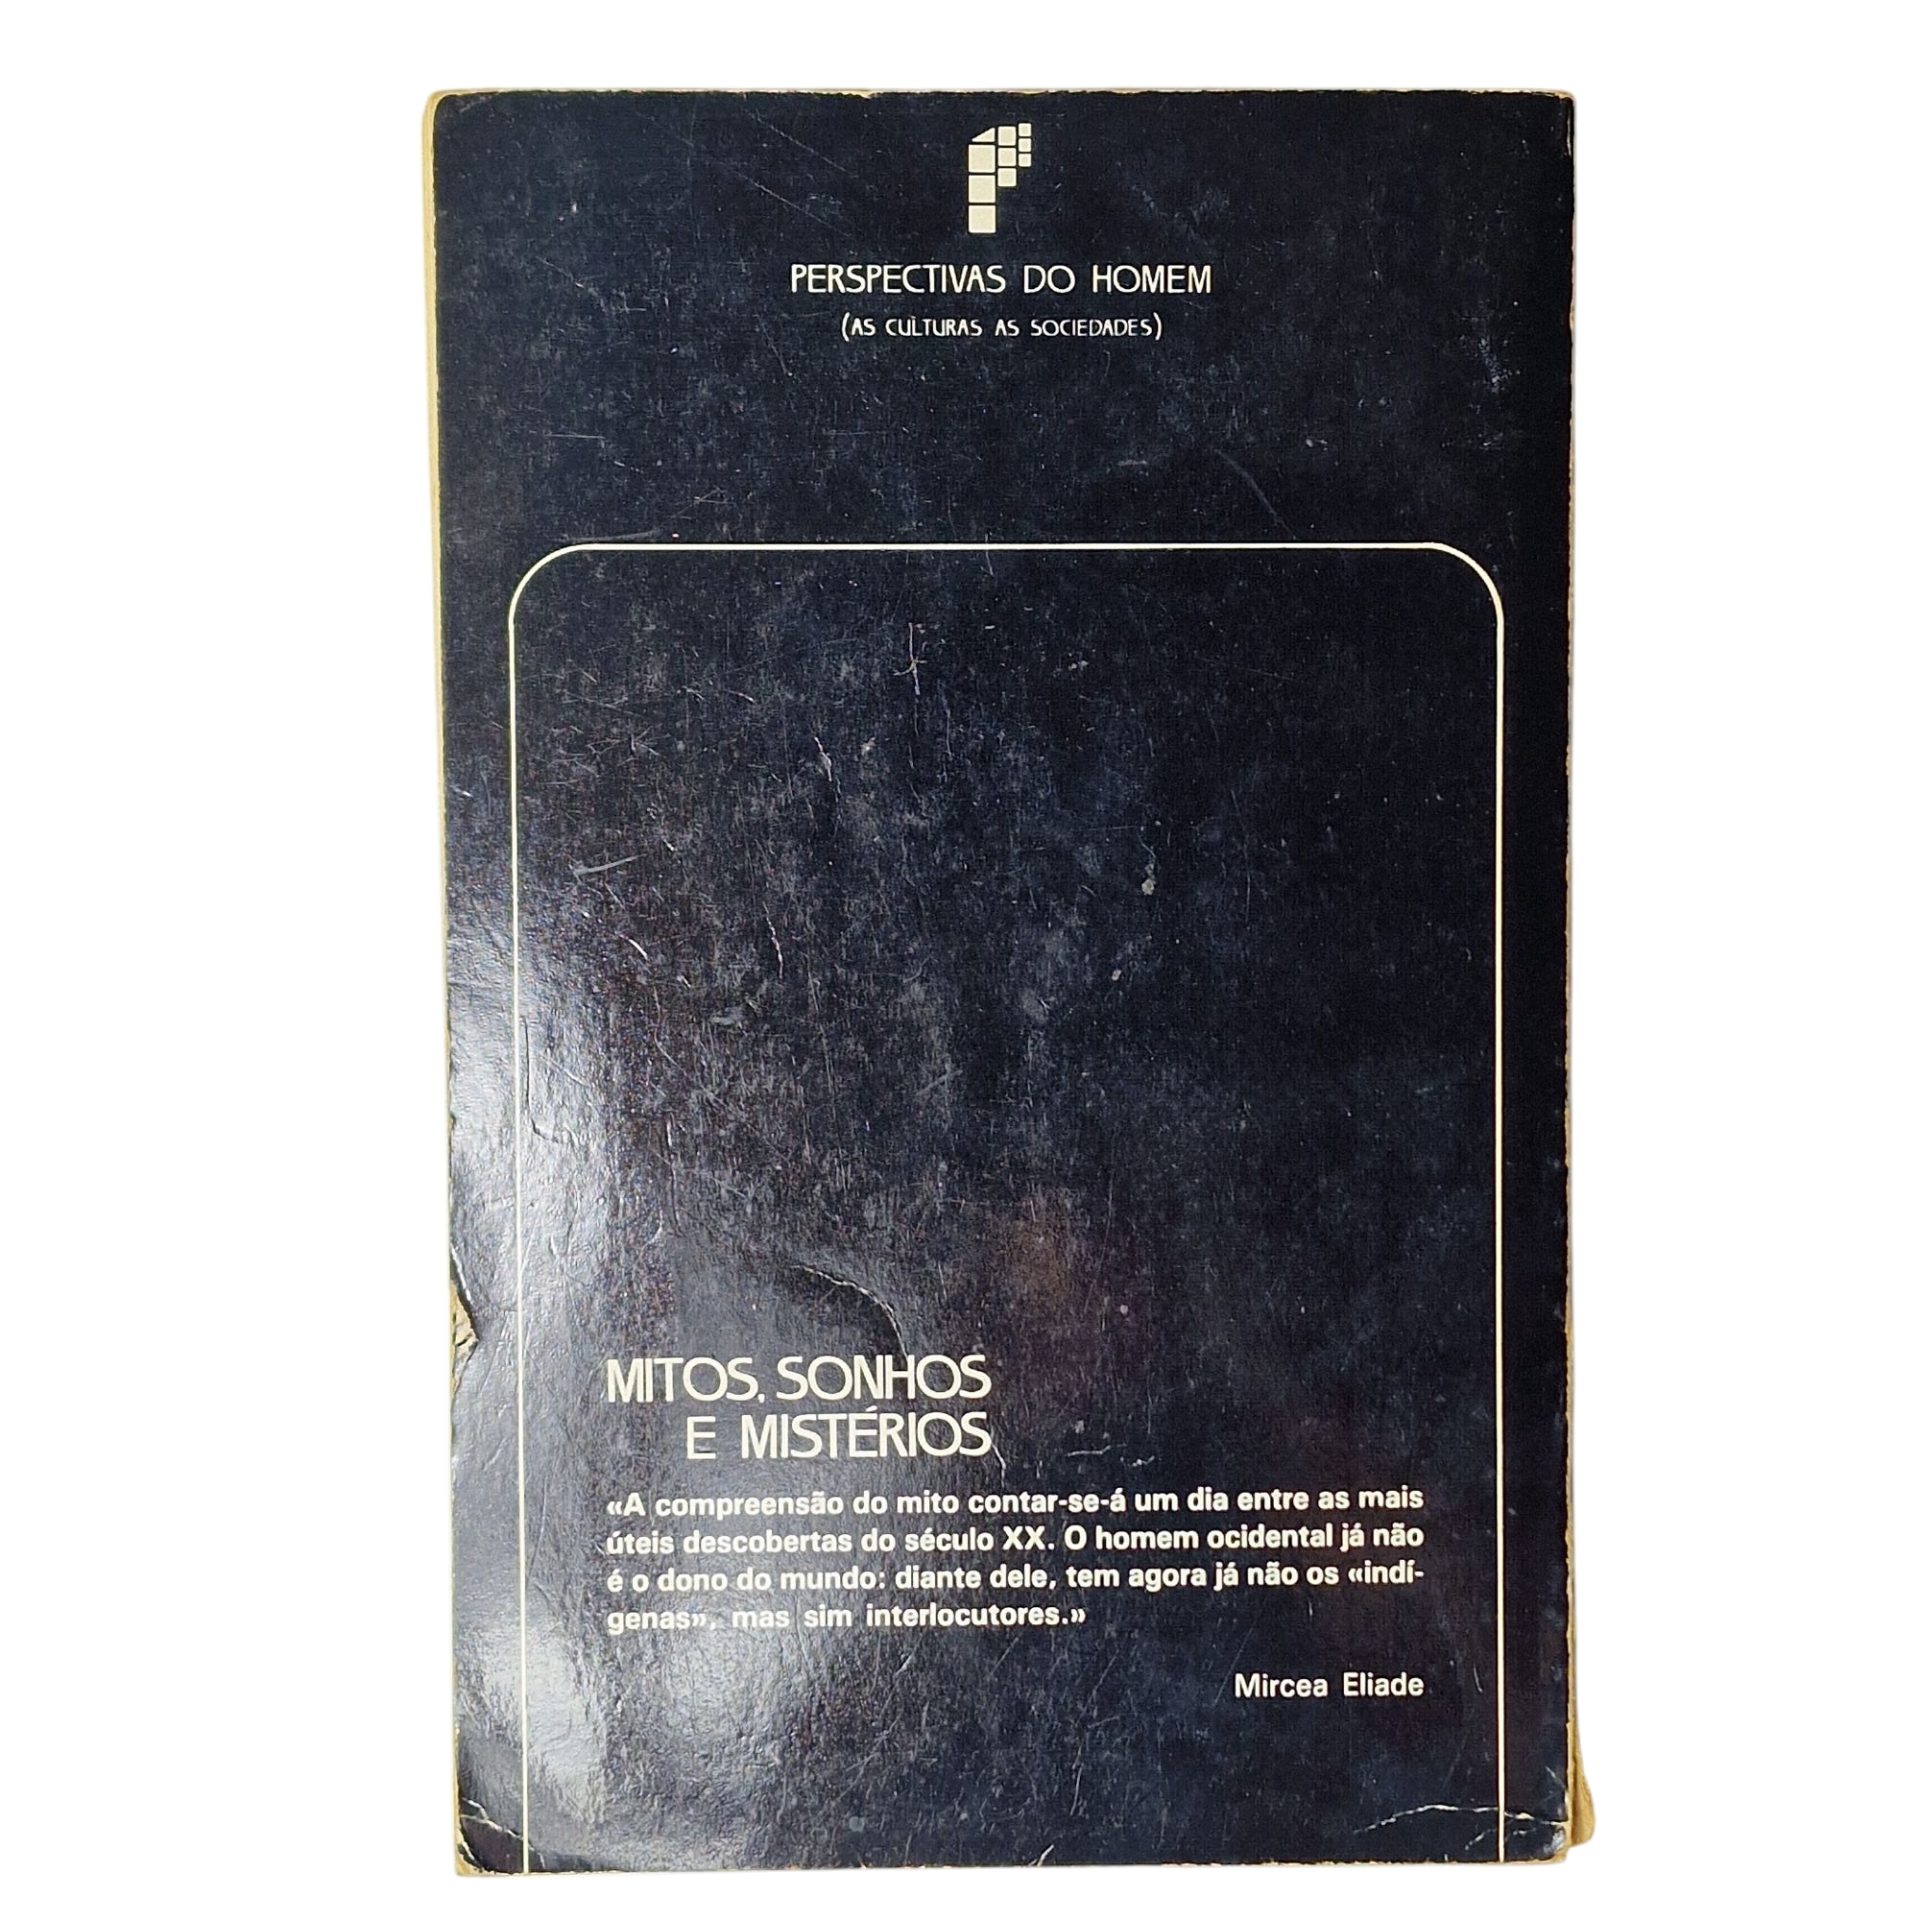 PERSPECTIVAS DO HOMEM
(AS CULTURAS AS SOCIEDADES)
MITOS, SONHOS
E MISTÉRIOS
«A compreensão do mito contar-se-á um dia entre as mais
úteis descobertas do século XX. O homem ocidental já não
é o dono do mundo: diante dele, tem agora já não os «indí-
genas», mas sim interlocutores.»
Mircea Eliade